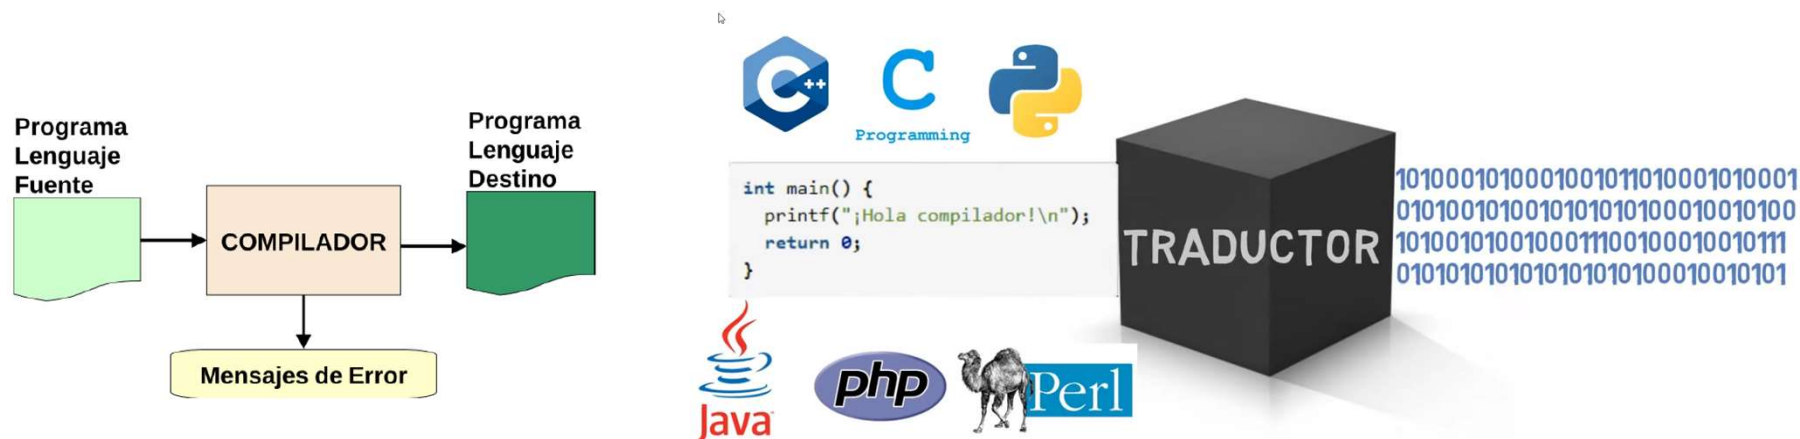 Programa
Lenguaje
Fuente
COMPILADOR
Programa
Lenguaje
Destino
Mensajes de Error
C++
C
Programming
int main() {
printf("¡Hola compilador!\n");
return 0;
}
Java
php
Perl
TRADUCTOR
1010001010001001011010001010001
0101001010010101010100010010100
1010010100100011100100010010111
0101010101010101010100010010101